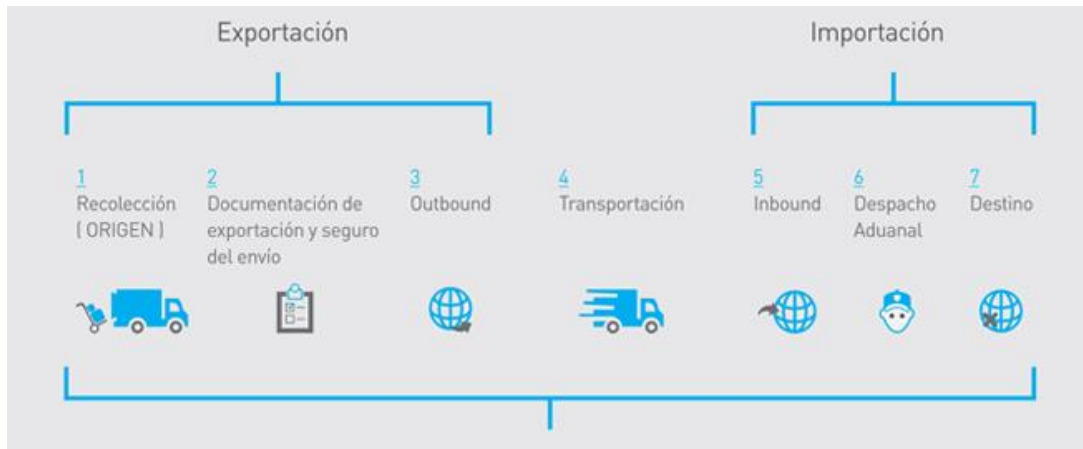 Exportación
Importación
1
Recolección
( ORIGEN )
2
Documentación de
exportación y seguro
del envío
3
Outbound
4
Transportación
5
Inbound
6
Despacho
Aduanal
7
Destino